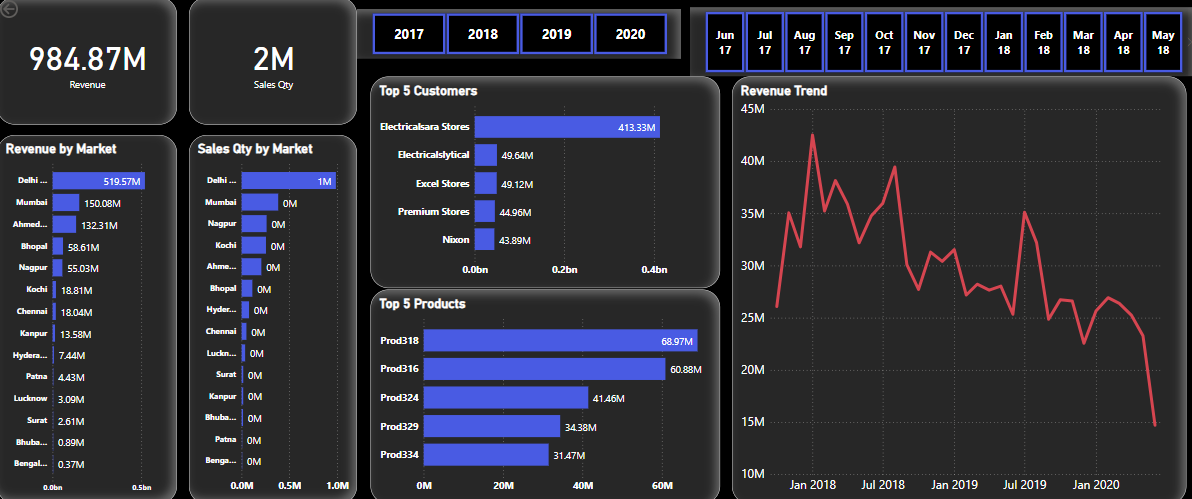 984.87M
Revenue
2M
Sales Qty
2017
2018
2019
2020
Jun 17
Jul 17
Aug 17
Sep 17
Oct 17
Nov 17
Dec 17
Jan 18
Feb 18
Mar 18
Apr 18
May 18
Revenue by Market
Delhi ... 519.57M
Mumbai 150.08M
Ahmed... 132.31M
Bhopal 58.61M
Nagpur 55.03M
Kochi 18.81M
Chennai 18.04M
Kanpur 13.58M
Hydera... 7.44M
Patna 4.43M
Lucknow 3.09M
Surat 2.61M
Bhuba... 0.89M
Bengal... 0.37M
0.0bn 0.5bn
Sales Qty by Market
Delhi ... 1M
Mumbai 0M
Nagpur 0M
Kochi 0M
Ahme... 0M
Bhopal 0M
Hyder... 0M
Chennai 0M
Luckn... 0M
Surat 0M
Kanpur 0M
Bhuba... 0M
Patna 0M
Benga... 0M
0.0M 0.5M 1.0M
Top 5 Customers
Electricalsara Stores 413.33M
Electricalslytical 49.64M
Excel Stores 49.12M
Premium Stores 44.96M
Nixon 43.89M
0.0bn 0.2bn 0.4bn
Top 5 Products
Prod318 68.97M
Prod316 60.88M
Prod324 41.46M
Prod329 34.38M
Prod334 31.47M
0M 20M 40M 60M
Revenue Trend
45M
40M
35M
30M
25M
20M
15M
10M
Jan 2018 Jul 2018 Jan 2019 Jul 2019 Jan 2020